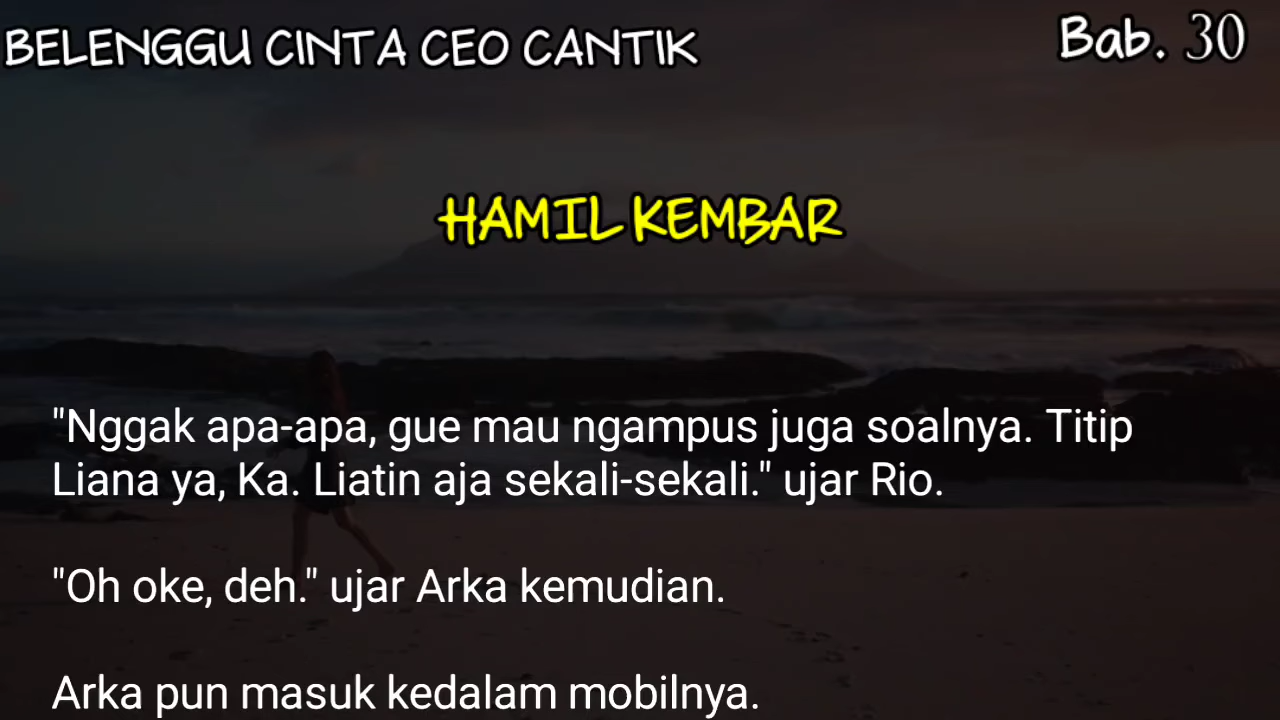 BELENGGU CINTA CEO CANTIK
Bab. 30
HAMIL KEMBAR
"Nggak apa-apa, gue mau ngampus juga soalnya. Titip
Liana ya, Ka. Liatin aja sekali-sekali." ujar Rio.
"Oh oke, deh." ujar Arka kemudian.
Arka pun masuk kedalam mobilnya.